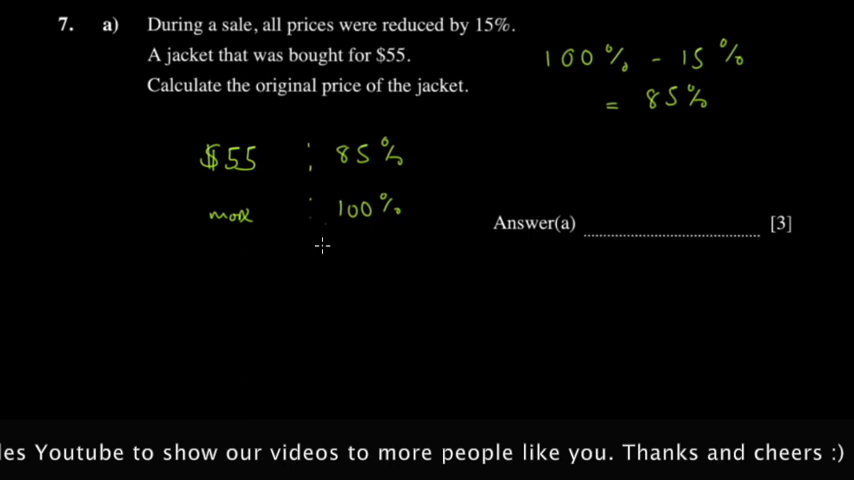 7. a) During a sale, all prices were reduced by 15%.
A jacket that was bought for $55.
Calculate the original price of the jacket.
100% - 15%
= 85%
$55 : 85%
more : 100%
Answer(a) [3]
les Youtube to show our videos to more people like you. Thanks and cheers :)